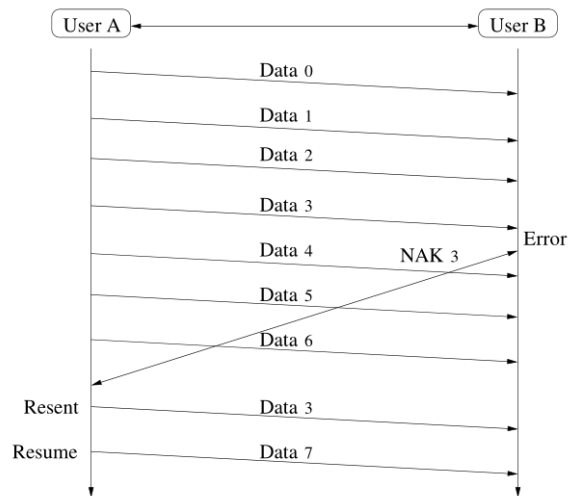 User A
User B
Data 0
Data 1
Data 2
Data 3
Error
Data 4
NAK 3
Data 5
Data 6
Resent
Data 3
Resume
Data 7